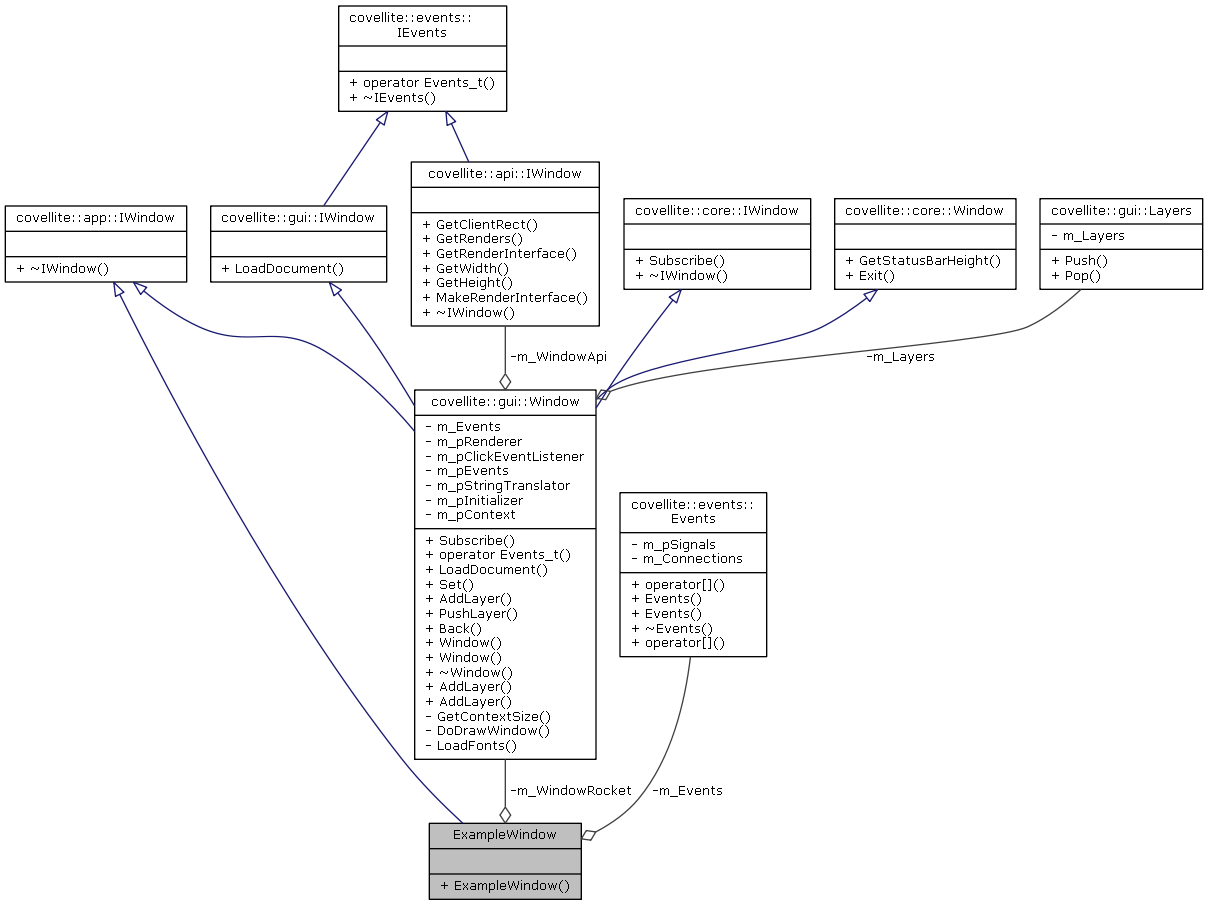 covellite::events::
IEvents
+ operator Events_t()
+ ~IEvents()
covellite::app::IWindow
+ ~IWindow()
covellite::gui::IWindow
+ LoadDocument()
covellite::api::IWindow
+ GetClientRect()
+ GetRenders()
+ GetRenderInterface()
+ GetWidth()
+ GetHeight()
+ MakeRenderInterface()
+ ~IWindow()
covellite::core::IWindow
+ Subscribe()
+ ~IWindow()
covellite::core::Window
+ GetStatusBarHeight()
+ Exit()
covellite::gui::Layers
- m_Layers
+ Push()
+ Pop()
-m_WindowApi
-m_Layers
covellite::gui::Window
- m_Events
- m_pRenderer
- m_pClickEventListener
- m_pEvents
- m_pStringTranslator
- m_pInitializer
- m_pContext
+ Subscribe()
+ operator Events_t()
+ LoadDocument()
+ Set()
+ AddLayer()
+ PushLayer()
+ Back()
+ Window()
+ Window()
+ ~Window()
+ AddLayer()
+ AddLayer()
- GetContextSize()
- DoDrawWindow()
- LoadFonts()
covellite::events::
Events
- m_pSignals
- m_Connections
+ operator[]()
+ Events()
+ Events()
+ ~Events()
+ operator[]()
-m_WindowRocket
-m_Events
ExampleWindow
+ ExampleWindow()